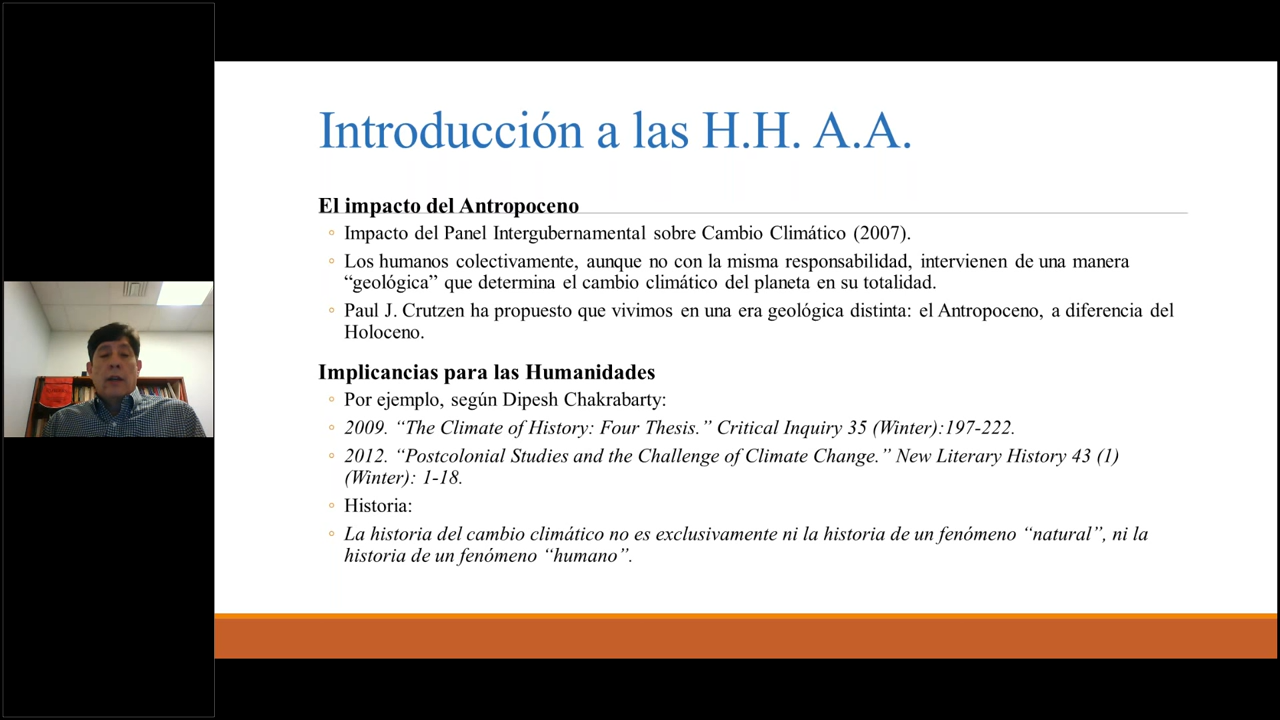 Introducción a las H.H. A.A.
El impacto del Antropoceno
Impacto del Panel Intergubernamental sobre Cambio Climático (2007).
Los humanos colectivamente, aunque no con la misma responsabilidad, intervienen de una manera
“geológica” que determina el cambio climático del planeta en su totalidad.
Paul J. Crutzen ha propuesto que vivimos en una era geológica distinta: el Antropoceno, a diferencia del
Holoceno.
Implicancias para las Humanidades
Por ejemplo, según Dipesh Chakrabarty:
2009. “The Climate of History: Four Thesis.” Critical Inquiry 35 (Winter):197-222.
2012. “Postcolonial Studies and the Challenge of Climate Change.” New Literary History 43 (1)
(Winter): 1-18.
Historia:
La historia del cambio climático no es exclusivamente ni la historia de un fenómeno “natural”, ni la
historia de un fenómeno “humano”.